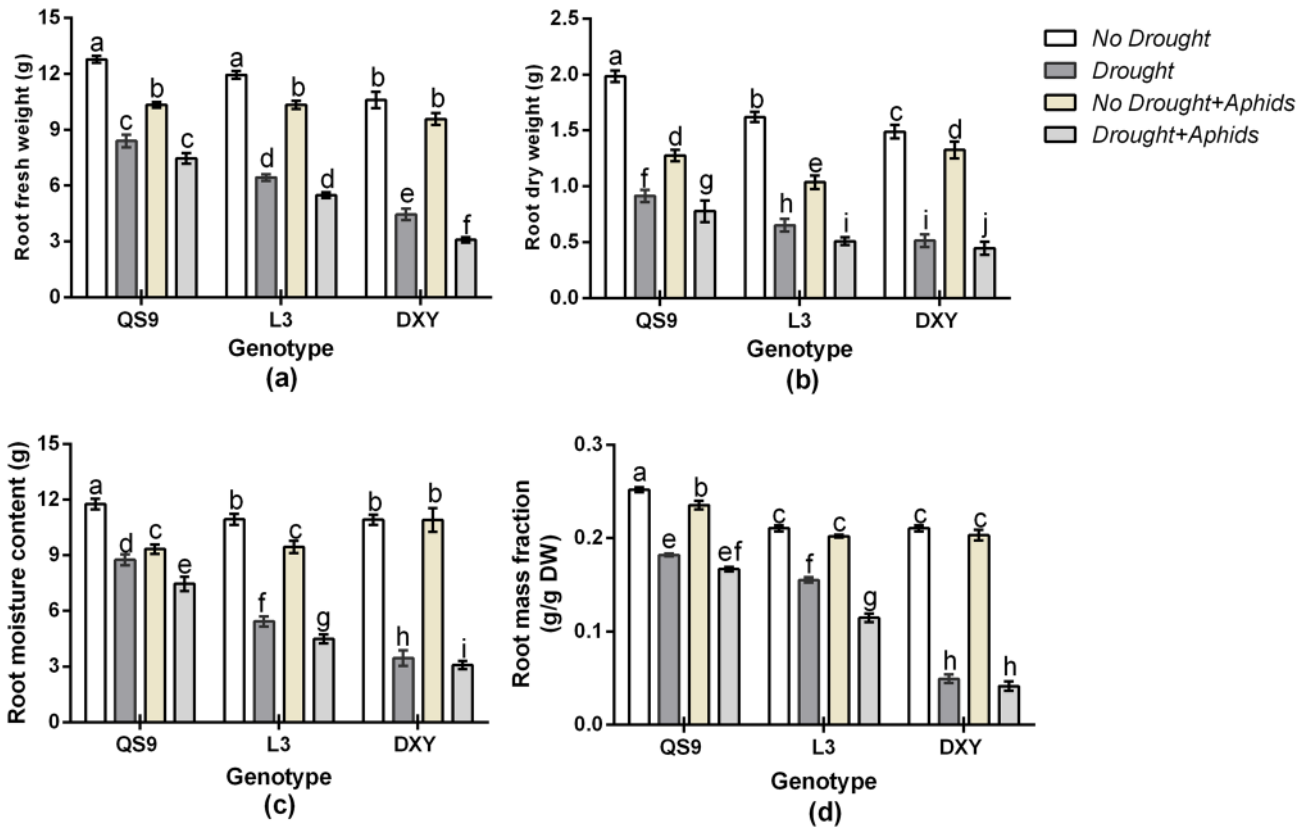 15
12
9
6
3
0
Root fresh weight (g)
a
c
b
c
a
d
b
d
b
e
b
f
QS9
L3
DXY
Genotype
(a)
2.5
2.0
1.5
1.0
0.5
0.0
Root dry weight (g)
a
f
d
g
b
h
e
i
c
i
d
j
QS9
L3
DXY
Genotype
(b)
No Drought
Drought
No Drought+Aphids
Drought+Aphids
15
12
9
6
3
0
Root moisture content (g)
a
d
c
e
b
f
c
g
b
h
b
i
QS9
L3
DXY
Genotype
(c)
0.3
0.2
0.1
0.0
Root mass fraction
(g/g DW)
a
e
b
ef
c
f
c
g
c
h
c
h
QS9
L3
DXY
Genotype
(d)